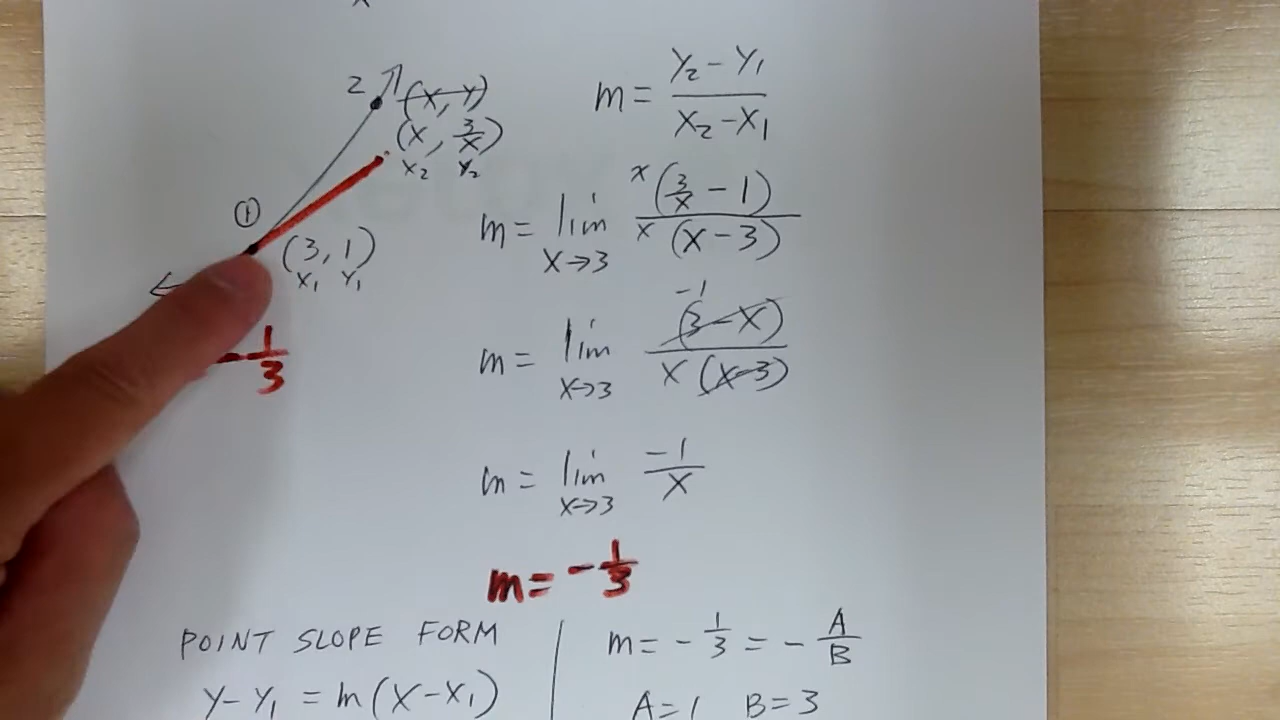 2 (X, Y)
(X, 3/X)
X₂ Y₂
①
(3, 1)
X₁ Y₁
- 1/3
m = (Y₂ - Y₁)/(X₂ - X₁)
m = lim X→3 X(3/X - 1)/X(X-3)
m = lim X→3 -1 (3-X)/X(X-3)
m = lim X→3 -1/X
m = - 1/3
POINT SLOPE FORM
Y - Y₁ = m(X - X₁)
m = - 1/3 = - A/B
A = 1 B = 3